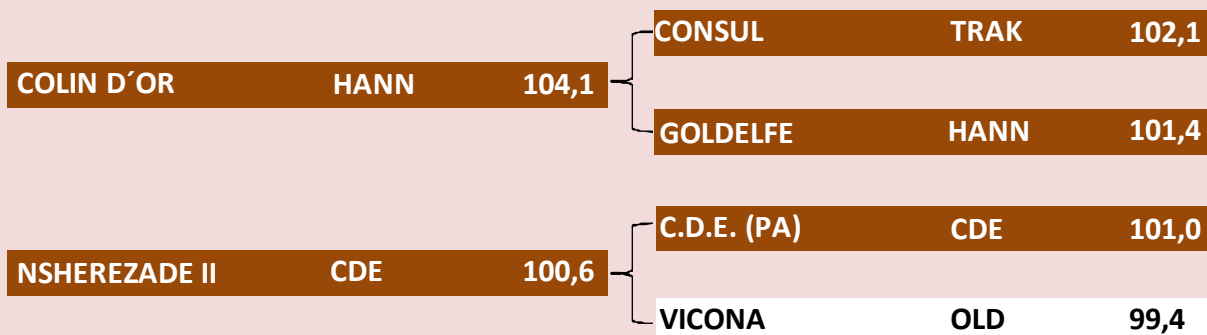 CONSUL TRAK 102,1
COLIN D´OR HANN 104,1
GOLDELFE HANN 101,4
C.D.E. (PA) CDE 101,0
NSHEREZADE II CDE 100,6
VICONA OLD 99,4